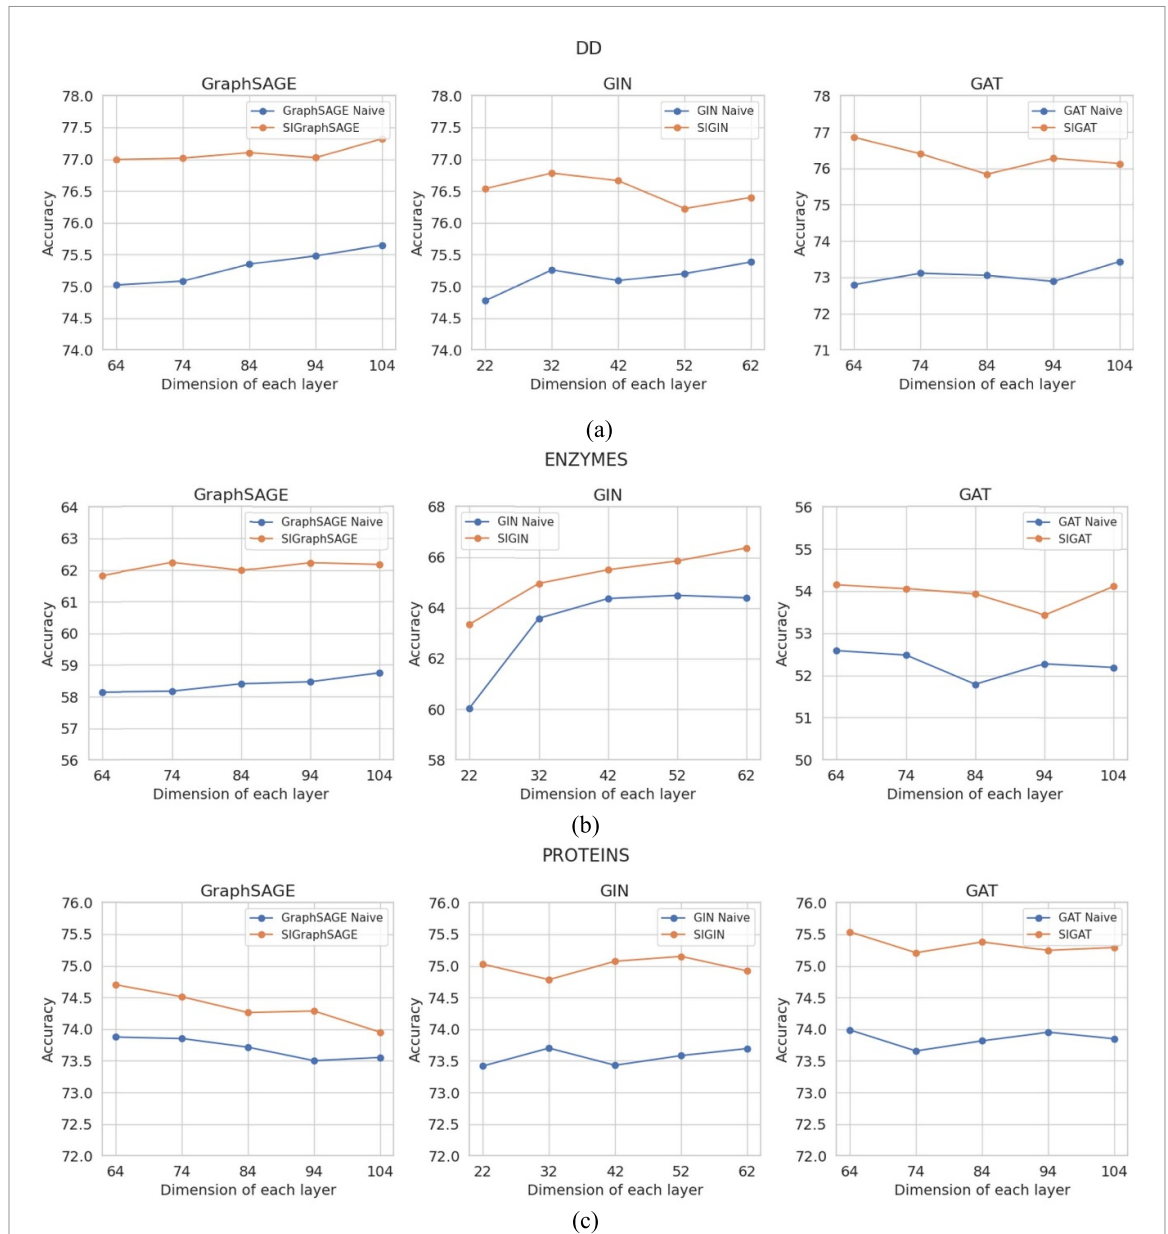 DD
GraphSAGE GIN GAT
GraphSAGE Naive
SIGraphSAGE
GIN Naive
SIGIN
GAT Naive
SIGAT
78.0
77.5
77.0
76.5
76.0
75.5
75.0
74.5
74.0
Accuracy
64 74 84 94 104
Dimension of each layer
78.0
77.5
77.0
76.5
76.0
75.5
75.0
74.5
74.0
Accuracy
22 32 42 52 62
Dimension of each layer
78
77
76
75
74
73
72
71
Accuracy
64 74 84 94 104
Dimension of each layer
(a)
ENZYMES
GraphSAGE GIN GAT
GraphSAGE Naive
SIGraphSAGE
GIN Naive
SIGIN
GAT Naive
SIGAT
64
63
62
61
60
59
58
57
56
Accuracy
64 74 84 94 104
Dimension of each layer
68
66
64
62
60
58
Accuracy
22 32 42 52 62
Dimension of each layer
56
55
54
53
52
51
50
Accuracy
64 74 84 94 104
Dimension of each layer
(b)
PROTEINS
GraphSAGE GIN GAT
GraphSAGE Naive
SIGraphSAGE
GIN Naive
SIGIN
GAT Naive
SIGAT
76.0
75.5
75.0
74.5
74.0
73.5
73.0
72.5
72.0
Accuracy
64 74 84 94 104
Dimension of each layer
76.0
75.5
75.0
74.5
74.0
73.5
73.0
72.5
72.0
Accuracy
22 32 42 52 62
Dimension of each layer
76.0
75.5
75.0
74.5
74.0
73.5
73.0
72.5
72.0
Accuracy
64 74 84 94 104
Dimension of each layer
(c)